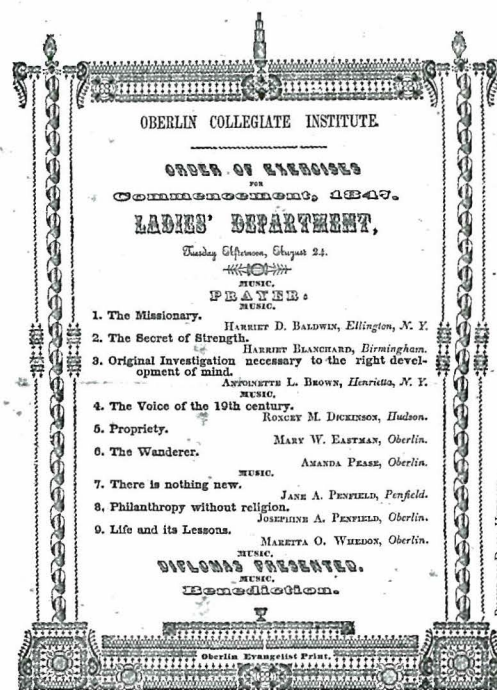 OBERLIN COLLEGIATE INSTITUTE.
ORDER OF EXERCISES
FOR
Commencement, 1847.
LADIES' DEPARTMENT,
Tuesday Afternoon, August 24.
MUSIC.
PRAYER:
MUSIC.
1. The Missionary.
HARRIET D. BALDWIN, Ellington, N. Y.
2. The Secret of Strength.
HARRIET BLANCHARD, Birmingham.
3. Original Investigation necessary to the right devel-
opment of mind.
ANTOINETTE L. BROWN, Henrietta, N. Y.
MUSIC.
4. The Voice of the 19th century.
ROXCEY M. DICKINSON, Hudson.
5. Propriety.
MARY W. EASTMAN, Oberlin.
6. The Wanderer.
AMANDA PEASE, Oberlin.
MUSIC.
7. There is nothing new.
JANE A. PENFIELD, Penfield.
8, Philanthropy without religion.
JOSEPHINE A. PENFIELD, Oberlin.
9. Life and its Lessons.
MARETTA O. WHEDON, Oberlin.
MUSIC.
DIPLOMAS PRESENTED.
MUSIC.
Benediction.
Oberlin Evangelist Print.